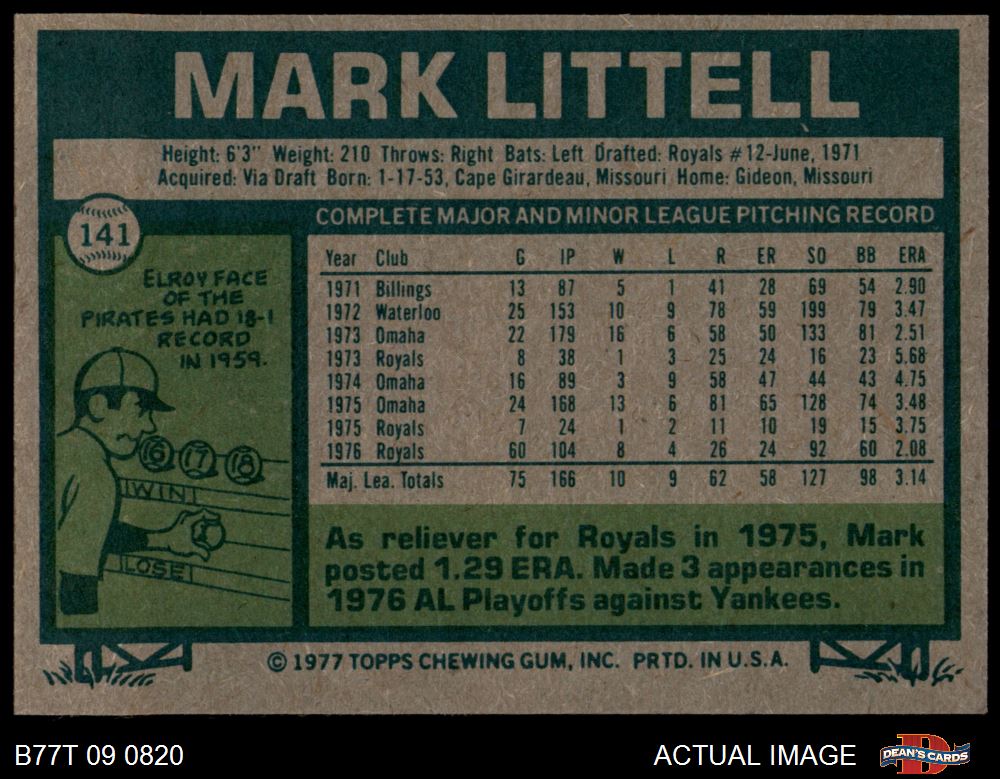 MARK LITTELL
Height: 6'3" Weight: 210 Throws: Right Bats: Left Drafted: Royals #12-June, 1971
Acquired: Via Draft Born: 1-17-53, Cape Girardeau, Missouri Home: Gideon, Missouri
141
ELROY FACE
OF THE
PIRATES HAD 18-1
RECORD
IN 1959.
16 17 18
WIN
1
LOSE
COMPLETE MAJOR AND MINOR LEAGUE PITCHING RECORD
Year Club G IP W L R ER SO BB ERA
1971 Billings 13 87 5 1 41 28 69 54 2.90
1972 Waterloo 25 153 10 9 78 59 199 79 3.47
1973 Omaha 22 179 16 6 58 50 133 81 2.51
1973 Royals 8 38 1 3 25 24 16 23 5.68
1974 Omaha 16 89 3 9 58 47 44 43 4.75
1975 Omaha 24 168 13 6 81 65 128 74 3.48
1975 Royals 7 24 1 2 11 10 19 15 3.75
1976 Royals 60 104 8 4 26 24 92 60 2.08
Maj. Lea. Totals 75 166 10 9 62 58 127 98 3.14
As reliever for Royals in 1975, Mark
posted 1.29 ERA. Made 3 appearances in
1976 AL Playoffs against Yankees.
© 1977 TOPPS CHEWING GUM, INC. PRTD. IN U.S.A.
B77T 09 0820
ACTUAL IMAGE
DEAN'S CARDS